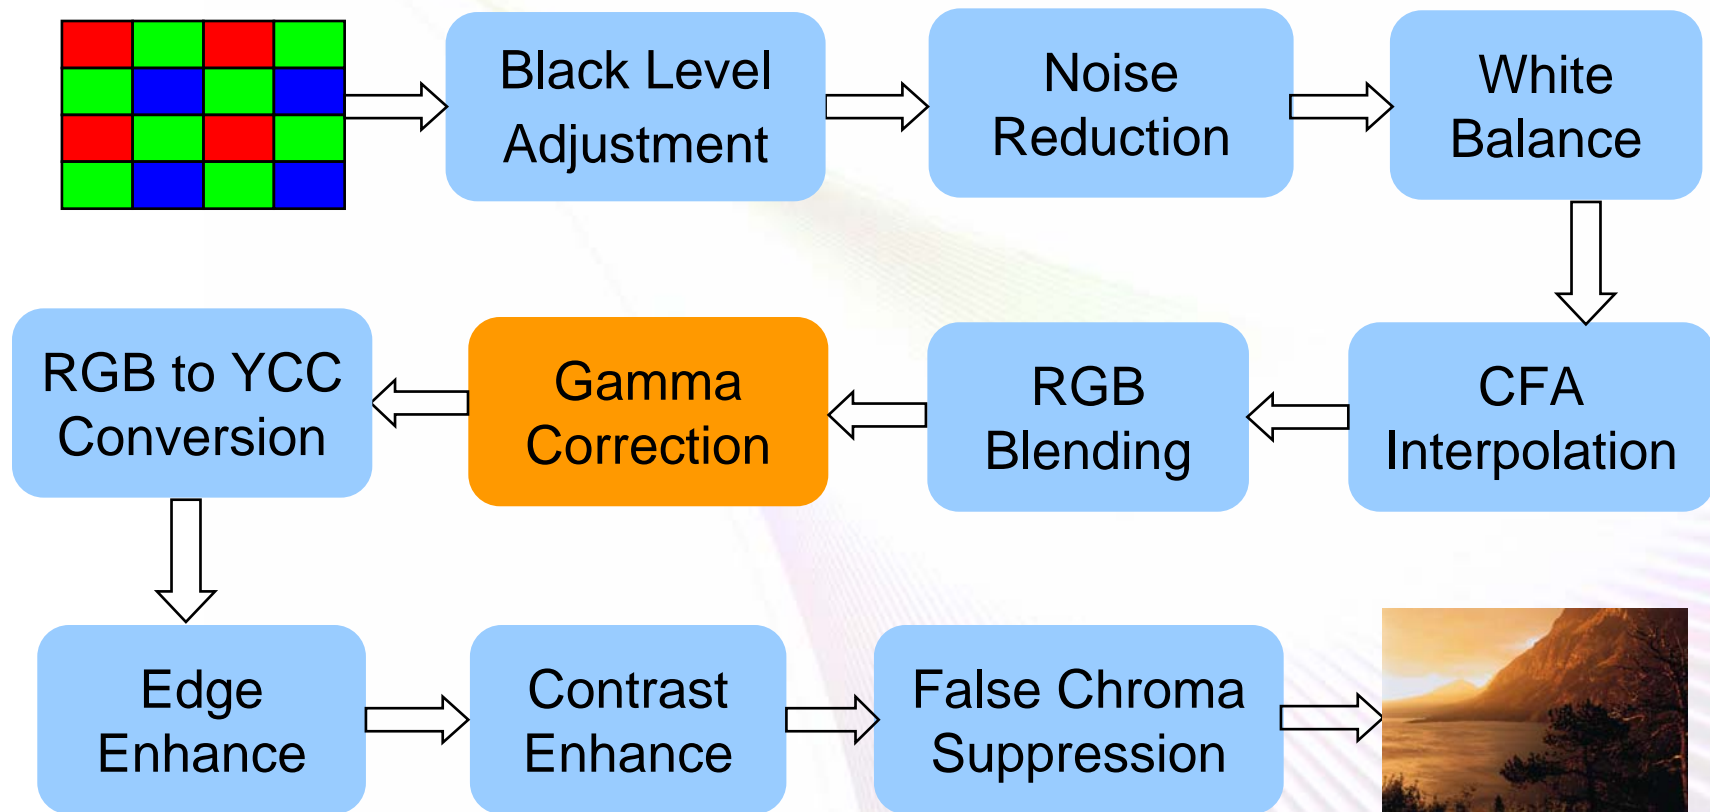 Black Level
Adjustment
Noise
Reduction
White
Balance
CFA
Interpolation
RGB
Blending
Gamma
Correction
RGB to YCC
Conversion
Edge
Enhance
Contrast
Enhance
False Chroma
Suppression